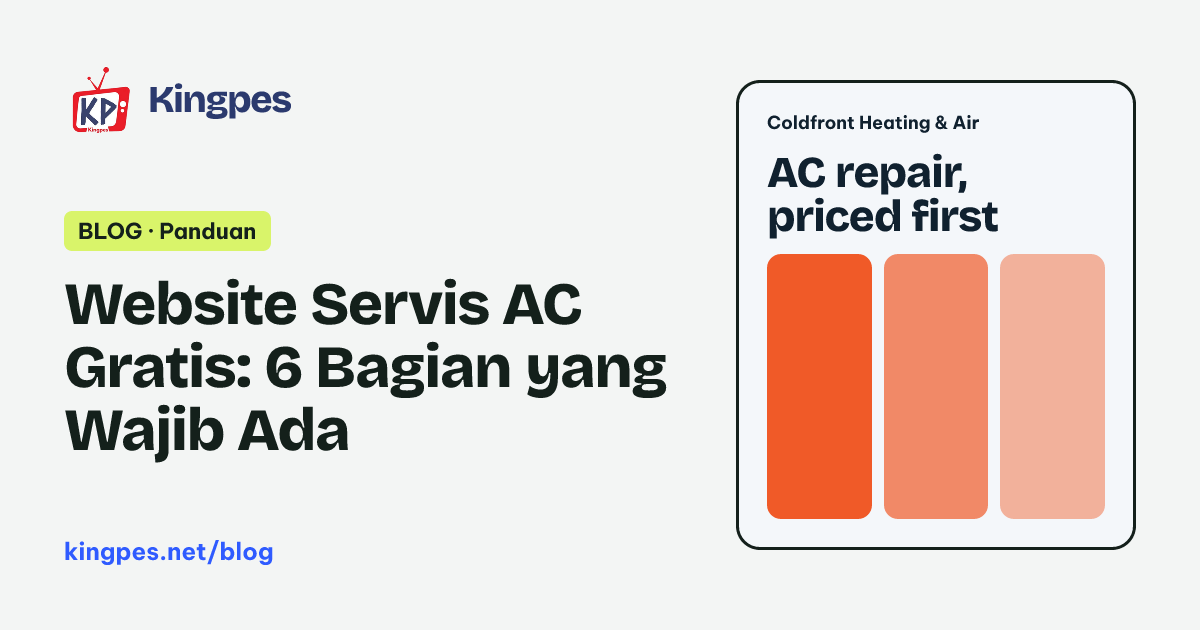 KP
Kingpes
Kingpes
BLOG · Panduan
Website Servis AC
Gratis: 6 Bagian yang
Wajib Ada
kingpes.net/blog
Coldfront Heating & Air
AC repair,
priced first